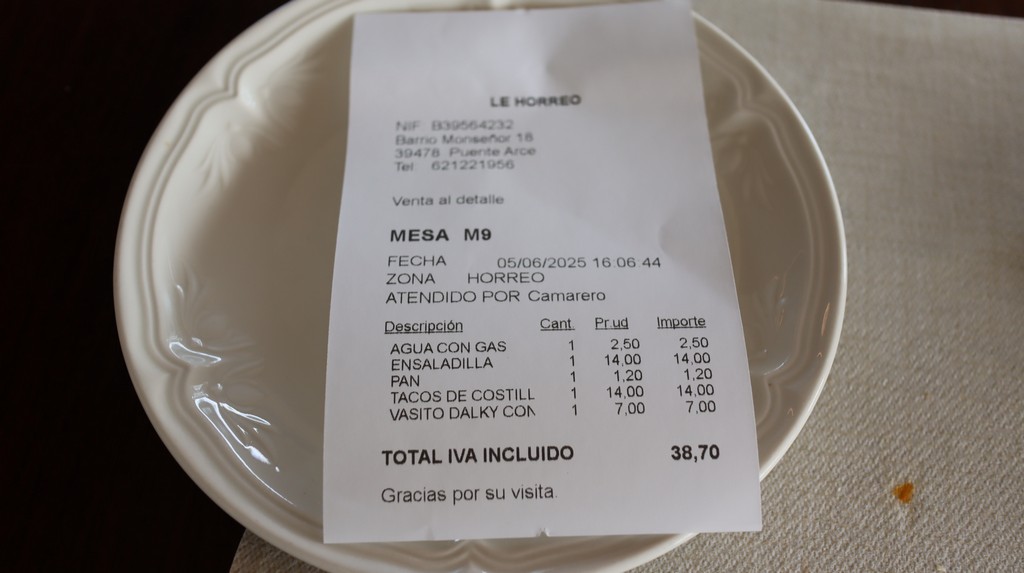 LE HORREO
NIF B39564232
Barrio Monseñor 18
39478 Puente Arce
Tel 621221956
Venta al detalle
MESA M9
FECHA 05/06/2025 16:06:44
ZONA HORREO
ATENDIDO POR Camarero
Descripción Cant Pr.ud Importe
AGUA CON GAS 1 2,50 2,50
ENSALADILLA 1 14,00 14,00
PAN 1 1,20 1,20
TACOS DE COSTILL 1 14,00 14,00
VASITO DALKY CON 1 7,00 7,00
TOTAL IVA INCLUIDO 38,70
Gracias por su visita.